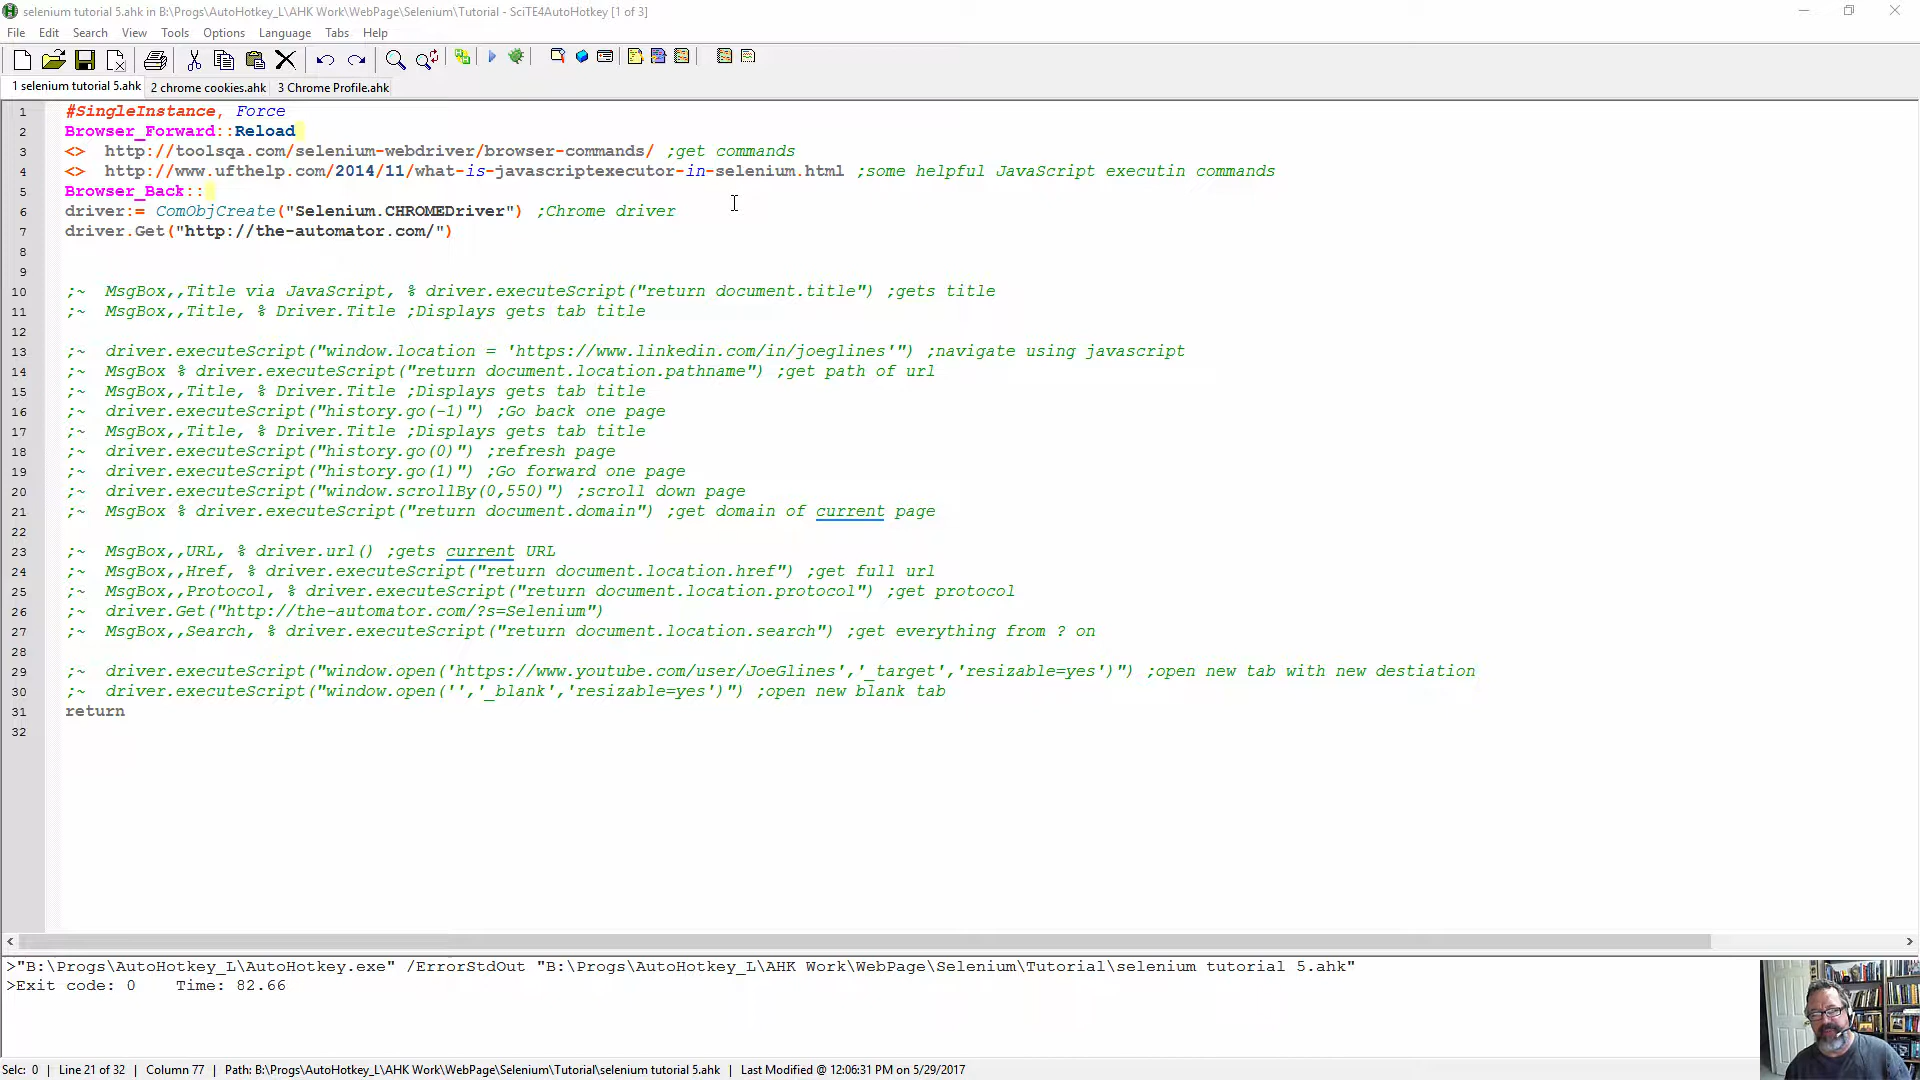 selenium tutorial 5.ahk in B:\Progs\AutoHotkey_L\AHK Work\WebPage\Selenium\Tutorial - SciTE4AutoHotkey [1 of 3]
File Edit Search View Tools Options Language Tabs Help
1 selenium tutorial 5.ahk 2 chrome cookies.ahk 3 Chrome Profile.ahk
1 #SingleInstance, Force
2 Browser_Forward::Reload
3 <> http://toolsqa.com/selenium-webdriver/browser-commands/ ;get commands
4 <> http://www.ufthelp.com/2014/11/what-is-javascriptexecutor-in-selenium.html ;some helpful JavaScript executin commands
5 Browser_Back::
6 driver:= ComObjCreate("Selenium.CHROMEDriver") ;Chrome driver
7 driver.Get("http://the-automator.com/")
8
9
10 ;~ MsgBox,,Title via JavaScript, % driver.executeScript("return document.title") ;gets title
11 ;~ MsgBox,,Title, % Driver.Title ;Displays gets tab title
12
13 ;~ driver.executeScript("window.location = 'https://www.linkedin.com/in/joeglines'") ;navigate using javascript
14 ;~ MsgBox % driver.executeScript("return document.location.pathname") ;get path of url
15 ;~ MsgBox,,Title, % Driver.Title ;Displays gets tab title
16 ;~ driver.executeScript("history.go(-1)") ;Go back one page
17 ;~ MsgBox,,Title, % Driver.Title ;Displays gets tab title
18 ;~ driver.executeScript("history.go(0)") ;refresh page
19 ;~ driver.executeScript("history.go(1)") ;Go forward one page
20 ;~ driver.executeScript("window.scrollBy(0,550)") ;scroll down page
21 ;~ MsgBox % driver.executeScript("return document.domain") ;get domain of current page
22
23 ;~ MsgBox,,URL, % driver.url() ;gets current URL
24 ;~ MsgBox,,Href, % driver.executeScript("return document.location.href") ;get full url
25 ;~ MsgBox,,Protocol, % driver.executeScript("return document.location.protocol") ;get protocol
26 ;~ driver.Get("http://the-automator.com/?s=Selenium")
27 ;~ MsgBox,,Search, % driver.executeScript("return document.location.search") ;get everything from ? on
28
29 ;~ driver.executeScript("window.open('https://www.youtube.com/user/JoeGlines','_target','resizable=yes')") ;open new tab with new destiation
30 ;~ driver.executeScript("window.open('','_blank','resizable=yes')") ;open new blank tab
31 return
32
>"B:\Progs\AutoHotkey_L\AutoHotkey.exe" /ErrorStdOut "B:\Progs\AutoHotkey_L\AHK Work\WebPage\Selenium\Tutorial\selenium tutorial 5.ahk"
>Exit code: 0 Time: 82.66
Selc: 0 | Line 21 of 32 | Column 77 | Path: B:\Progs\AutoHotkey_L\AHK Work\WebPage\Selenium\Tutorial\selenium tutorial 5.ahk | Last Modified @ 12:06:31 PM on 5/29/2017